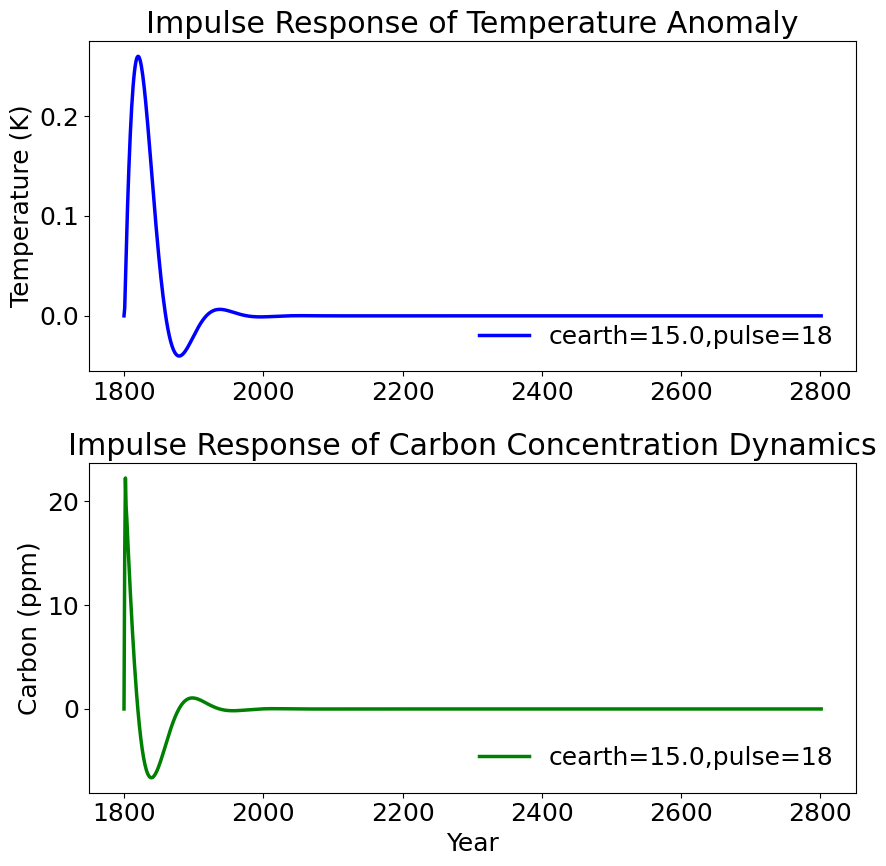 Impulse Response of Temperature Anomaly
Temperature (K)
0.2
0.1
0.0
cearth=15.0,pulse=18
1800 2000 2200 2400 2600 2800
Impulse Response of Carbon Concentration Dynamics
Carbon (ppm)
20
10
0
cearth=15.0,pulse=18
1800 2000 2200 2400 2600 2800
Year